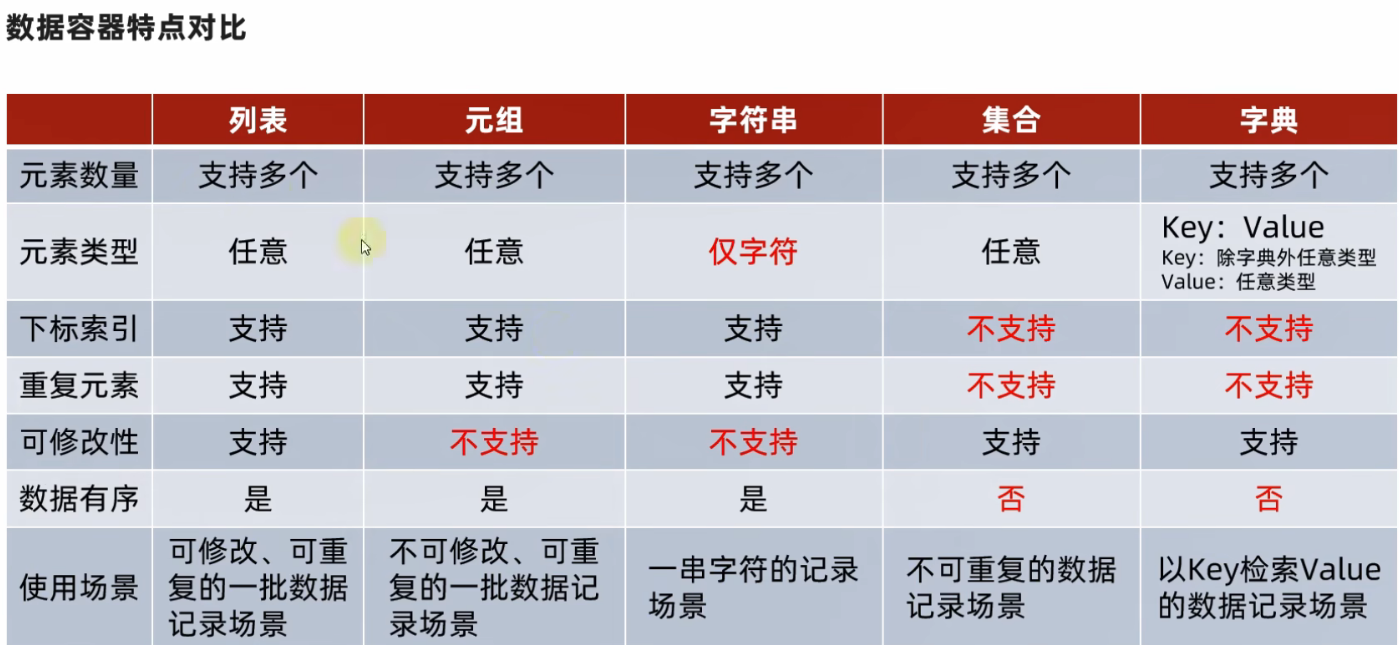 数据容器特点对比
列表 元组 字符串 集合 字典
元素数量 支持多个 支持多个 支持多个 支持多个 支持多个
元素类型 任意 任意 仅字符 任意 Key：Value
Key：除字典外任意类型
Value：任意类型
下标索引 支持 支持 支持 不支持 不支持
重复元素 支持 支持 支持 不支持 不支持
可修改性 支持 不支持 不支持 支持 支持
数据有序 是 是 是 否 否
使用场景
可修改、可重
复的一批数据
记录场景
不可修改、可重
复的一批数据记
录场景
一串字符的记录
场景
不可重复的数据
记录场景
以Key检索Value
的数据记录场景